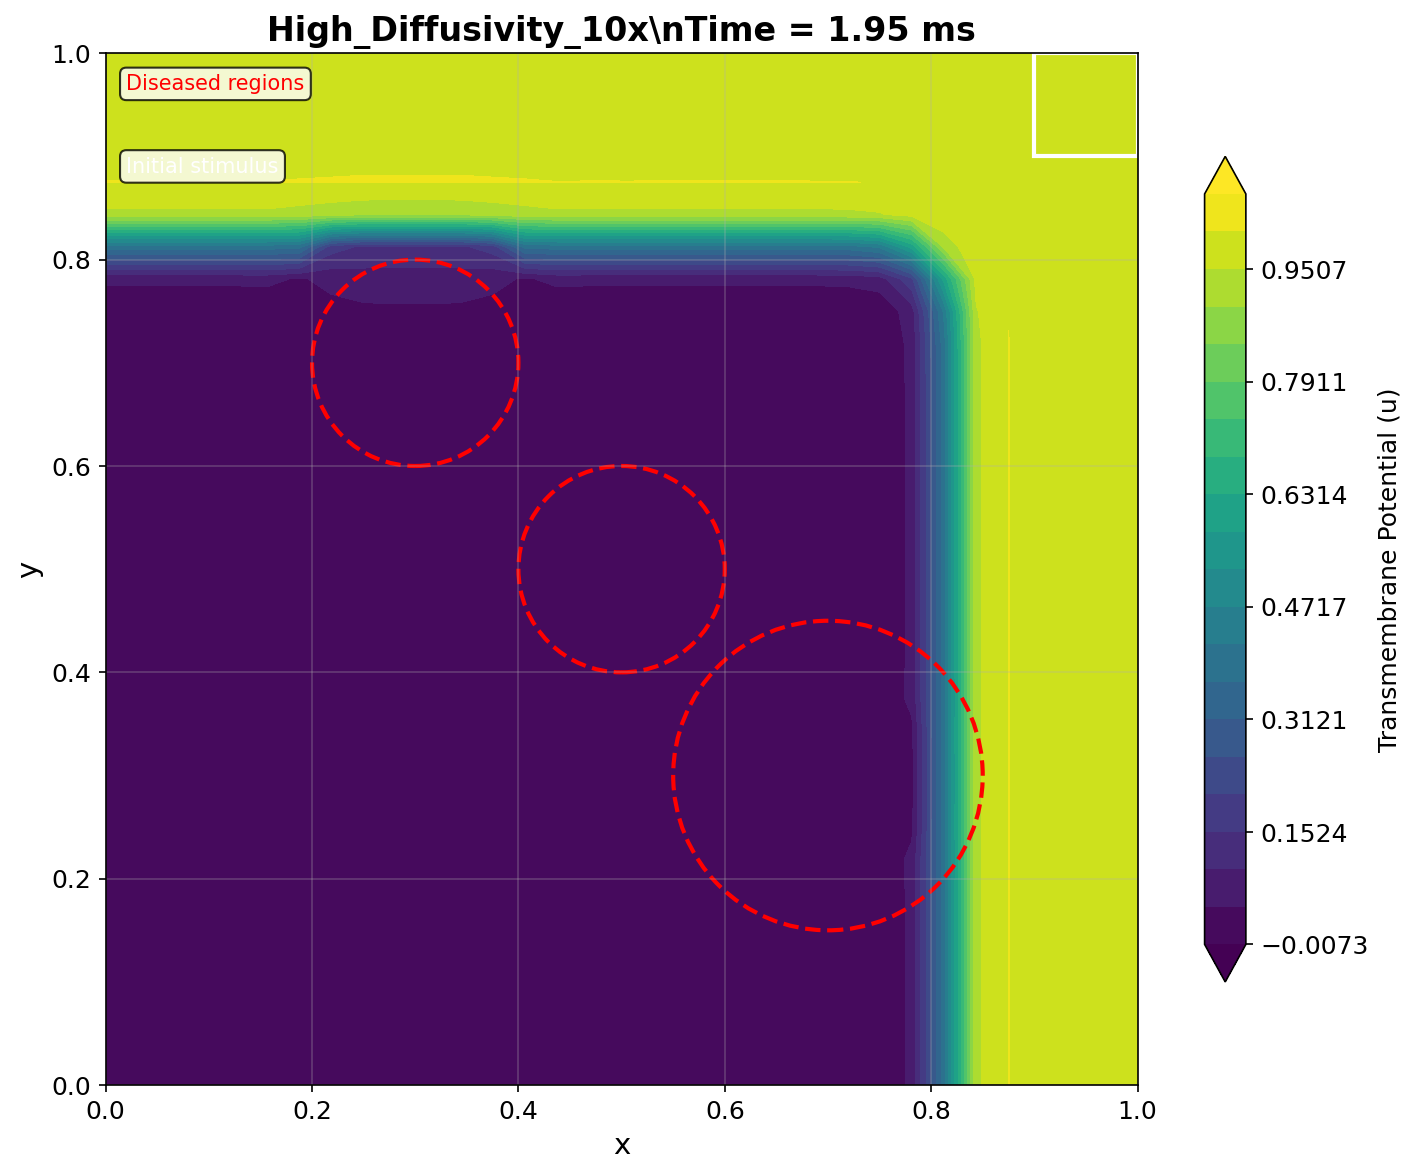 High_Diffusivity_10x\nTime = 1.95 ms
Diseased regions
Initial stimulus
1.0
0.8
0.6
0.4
0.2
0.0
y
0.0 0.2 0.4 0.6 0.8 1.0
x
0.9507
0.7911
0.6314
0.4717
0.3121
0.1524
−0.0073
Transmembrane Potential (u)